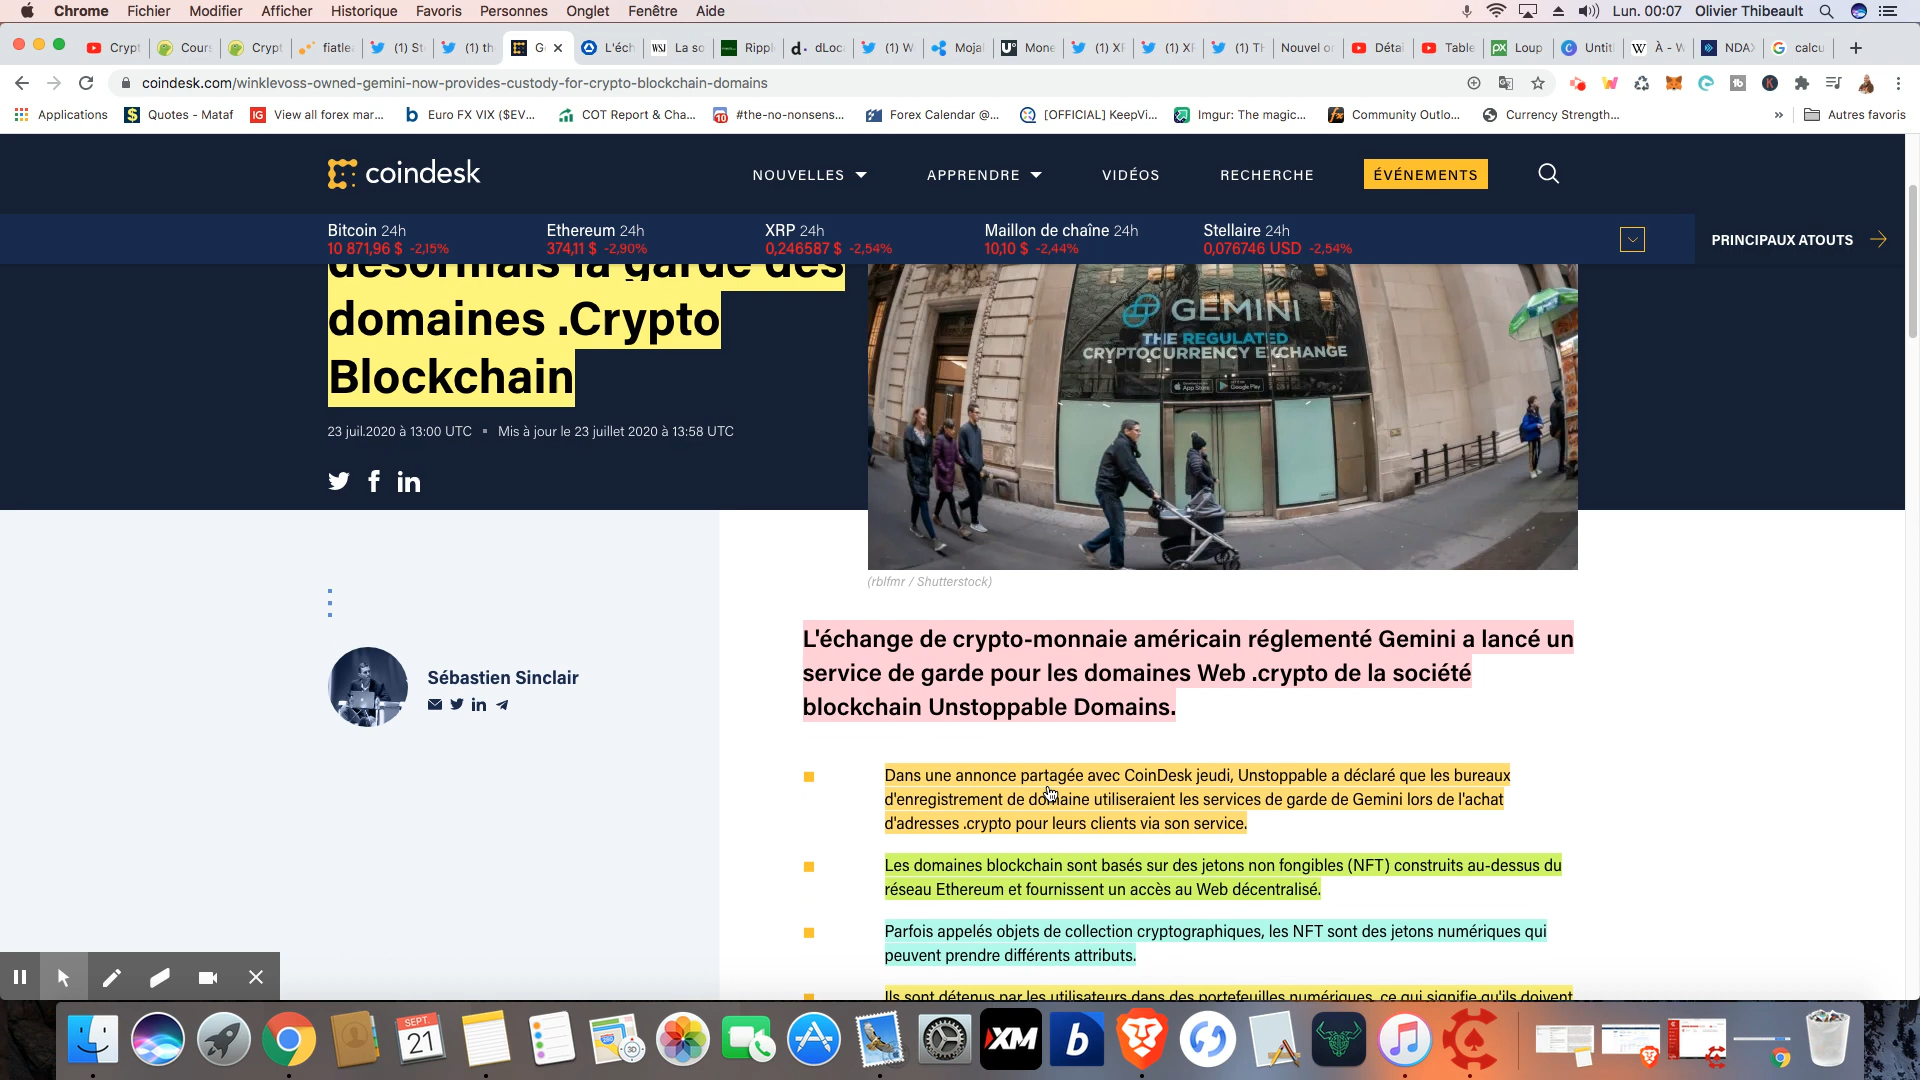 Chrome Fichier Modifier Afficher Historique Favoris Personnes Onglet Fenêtre Aide
Lun. 00:07 Olivier Thibeault
Crypt Cours Crypt fiatlea (1) St (1) th G L'éch WSJ La so Rippl d. dLoc (1) W Moja Mone (1) XI (1) XF (1) Tl Nouvel o Détai Table PX Loup Untit W À - W NDA calcu
coindesk.com/winklevoss-owned-gemini-now-provides-custody-for-crypto-blockchain-domains
Applications Quotes - Mataf IG View all forex mar... b Euro FX VIX ($EV... COT Report & Cha... #the-no-nonsens... Forex Calendar @... [OFFICIAL] KeepVi... Imgur: The magic... Community Outlo... Currency Strength... » Autres favoris
coindesk NOUVELLES APPRENDRE VIDÉOS RECHERCHE ÉVÉNEMENTS
Bitcoin 24h Ethereum 24h XRP 24h Maillon de chaîne 24h Stellaire 24h
10 871,96 $ -2,15% 374,11 $ -2,90% 0,246587 $ -2,54% 10,10 $ -2,44% 0,076746 USD -2,54%
PRINCIPAUX ATOUTS
désormais la garde des
domaines .Crypto
Blockchain
23 juil.2020 à 13:00 UTC Mis à jour le 23 juillet 2020 à 13:58 UTC
GEMINI
THE REGULATED
CRYPTOCURRENCY EXCHANGE
App Store Google Play
(rblfmr / Shutterstock)
Sébastien Sinclair
L'échange de crypto-monnaie américain réglementé Gemini a lancé un
service de garde pour les domaines Web .crypto de la société
blockchain Unstoppable Domains.
Dans une annonce partagée avec CoinDesk jeudi, Unstoppable a déclaré que les bureaux
d'enregistrement de domaine utiliseraient les services de garde de Gemini lors de l'achat
d'adresses .crypto pour leurs clients via son service.
Les domaines blockchain sont basés sur des jetons non fongibles (NFT) construits au-dessus du
réseau Ethereum et fournissent un accès au Web décentralisé.
Parfois appelés objets de collection cryptographiques, les NFT sont des jetons numériques qui
peuvent prendre différents attributs.
Ils sont détenus par les utilisateurs dans des portefeuilles numériques, ce qui signifie qu'ils doivent
SEPT.
21
3D
XM
b